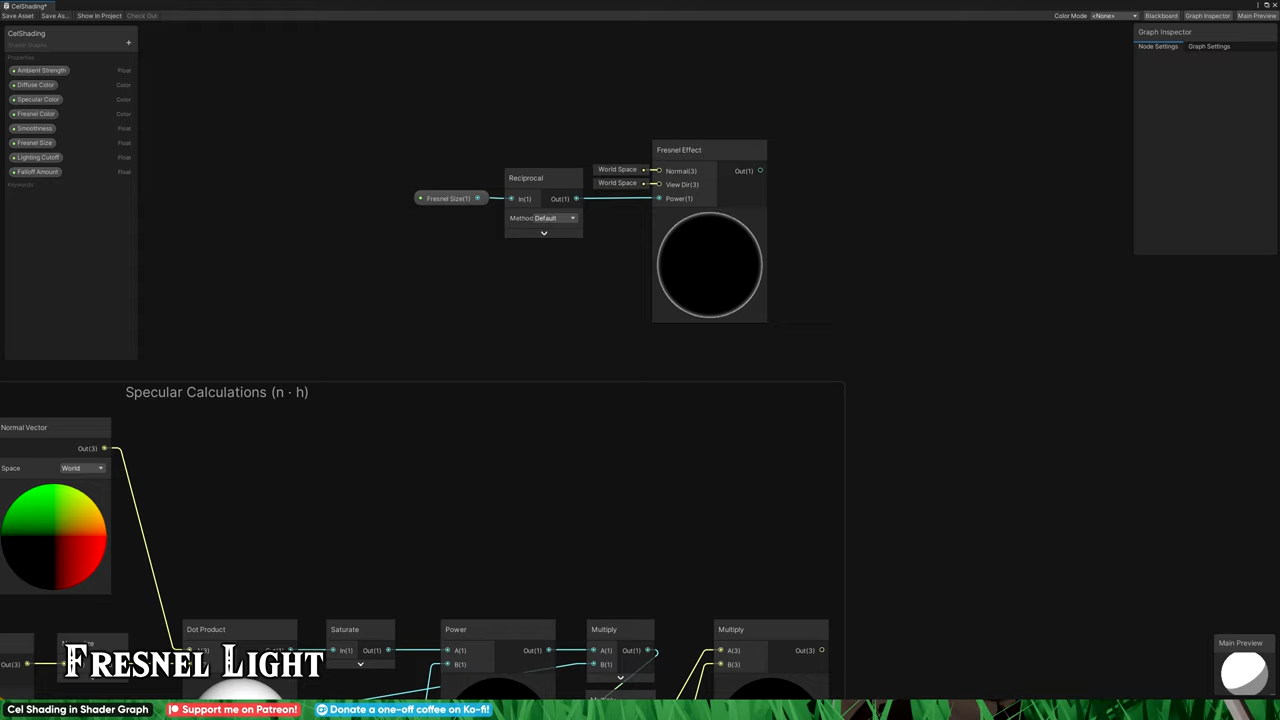 CelShading*
Save Asset Save As... Show In Project Check Out Color Mode <None> Blackboard Graph Inspector Main Preview
CelShading
Shader Graphs
+
Properties
Ambient Strength Float
Diffuse Color Color
Specular Color Color
Fresnel Color Color
Smoothness Float
Fresnel Size Float
Lighting Cutoff Float
Falloff Amount Float
Keywords
Graph Inspector
Node Settings Graph Settings
Fresnel Size(1)
Reciprocal
In(1) Out(1)
Method Default
World Space
World Space
Fresnel Effect
Normal(3) Out(1)
View Dir(3)
Power(1)
Specular Calculations (n · h)
Normal Vector
Out(3)
Space World
Out(3)
Dot Product
Saturate
In(1) Out(1)
Power
A(1) Out(1)
B(1)
Multiply
A(1) Out(1)
B(1)
Multiply
A(3) Out(3)
B(3)
Main Preview
FRESNEL LIGHT
Cel Shading in Shader Graph Support me on Patreon! Donate a one-off coffee on Ko-fi!